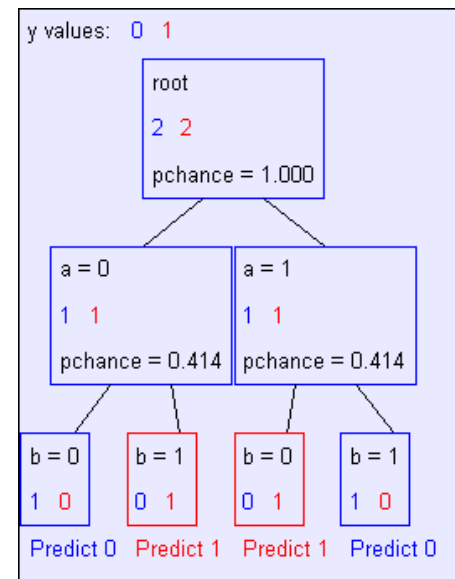 y values: 0 1
root
2 2
pchance = 1.000
a = 0
1 1
pchance = 0.414
a = 1
1 1
pchance = 0.414
b = 0
1 0
Predict 0
b = 1
0 1
Predict 1
b = 0
0 1
Predict 1
b = 1
1 0
Predict 0